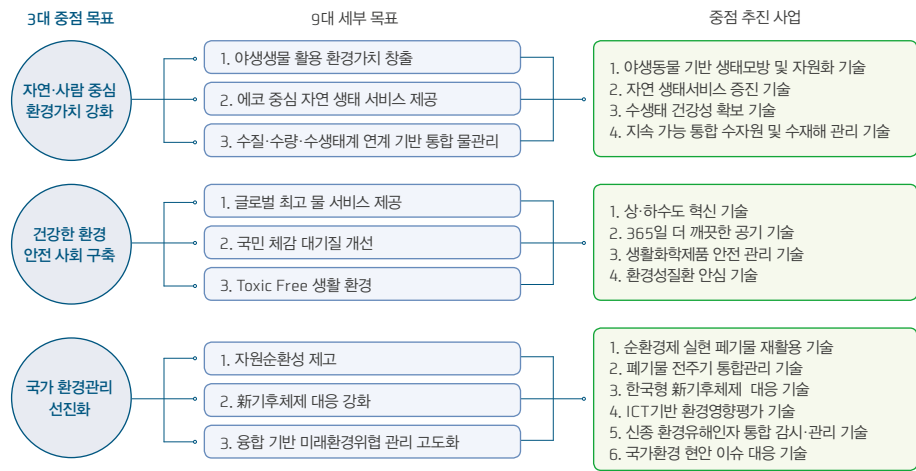 3대 중점 목표
9대 세부 목표
중점 추진 사업
자연·사람 중심
환경가치 강화
1. 야생생물 활용 환경가치 창출
2. 에코 중심 자연 생태 서비스 제공
3. 수질·수량·수생태계 연계 기반 통합 물관리
1. 야생동물 기반 생태모방 및 자원화 기술
2. 자연 생태서비스 증진 기술
3. 수생태 건강성 확보 기술
4. 지속 가능 통합 수자원 및 수재해 관리 기술
건강한 환경
안전 사회 구축
1. 글로벌 최고 물 서비스 제공
2. 국민 체감 대기질 개선
3. Toxic Free 생활 환경
1. 상·하수도 혁신 기술
2. 365일 더 깨끗한 공기 기술
3. 생활화학제품 안전 관리 기술
4. 환경성질환 안심 기술
국가 환경관리
선진화
1. 자원순환성 제고
2. 新기후체제 대응 강화
3. 융합 기반 미래환경위협 관리 고도화
1. 순환경제 실현 폐기물 재활용 기술
2. 폐기물 전주기 통합관리 기술
3. 한국형 新기후체제 대응 기술
4. ICT기반 환경영향평가 기술
5. 신종 환경유해인자 통합 감시·관리 기술
6. 국가환경 현안 이슈 대응 기술